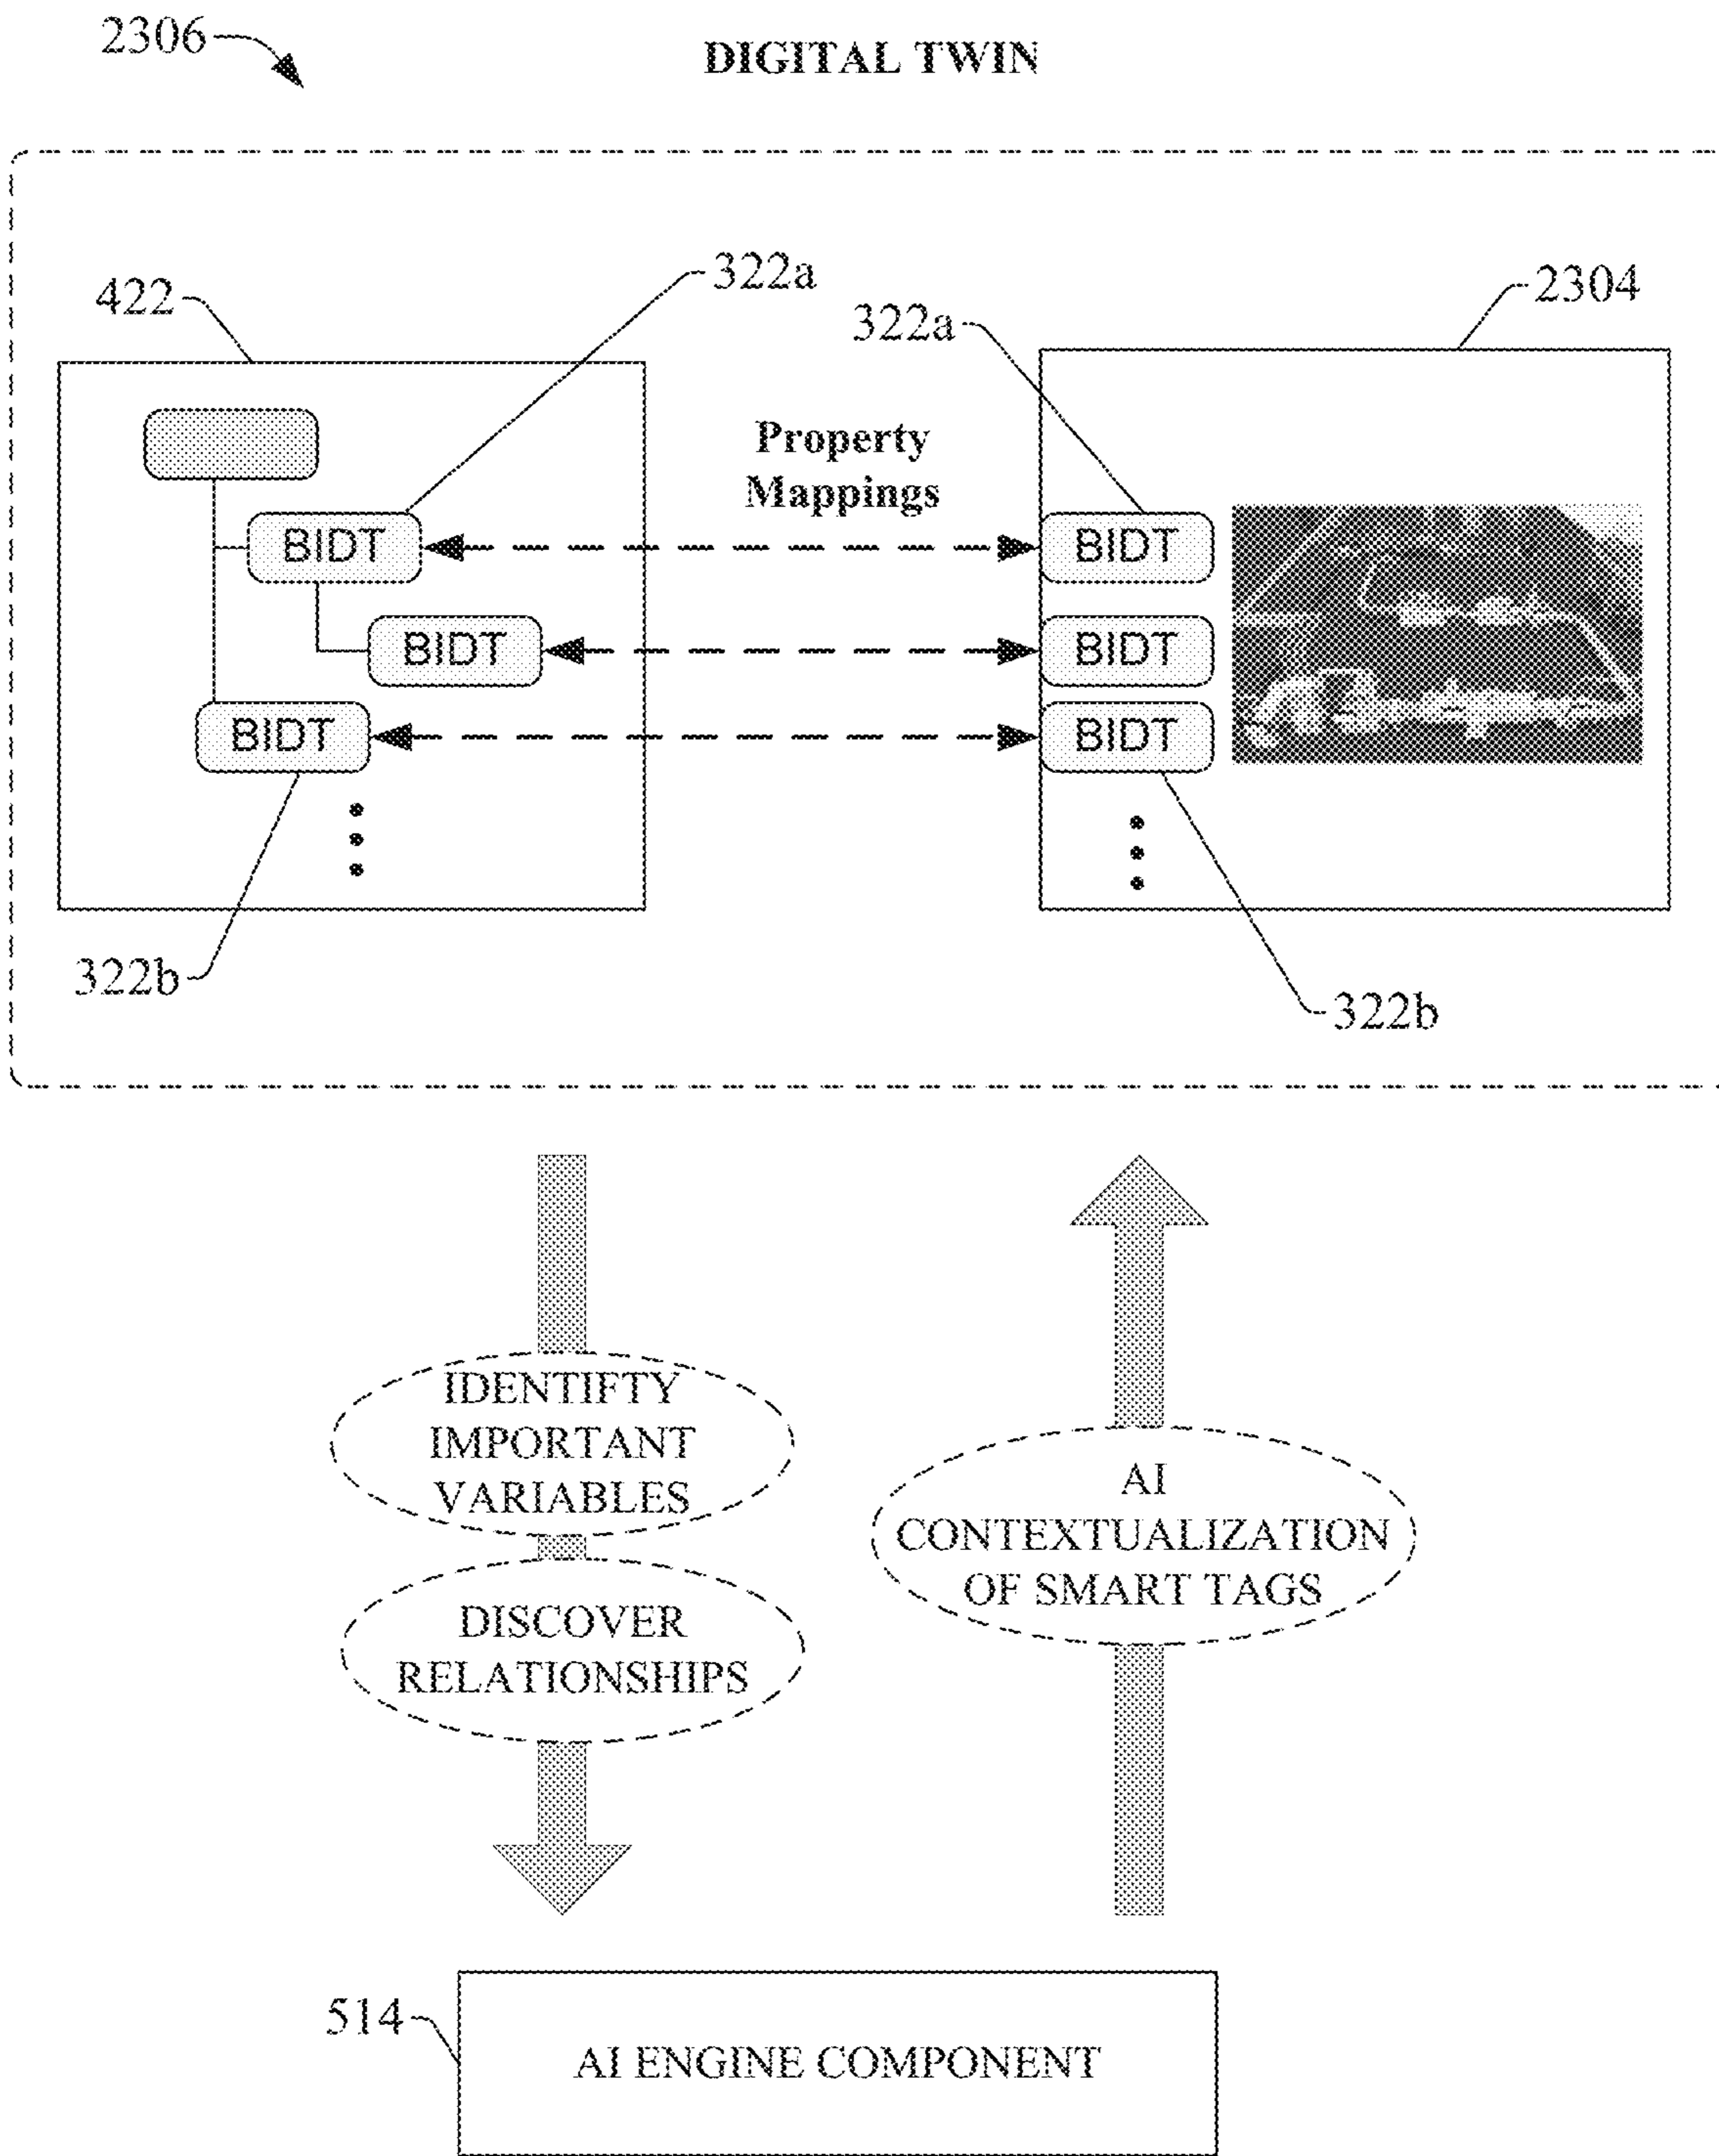 2306
DIGITAL TWIN
422
322a
322a
2304
Property
Mappings
BIDT
BIDT
BIDT
BIDT
BIDT
BIDT
322b
322b
IDENTIFTY
IMPORTANT
VARIABLES
DISCOVER
RELATIONSHIPS
AI
CONTEXTUALIZATION
OF SMART TAGS
514
AI ENGINE COMPONENT